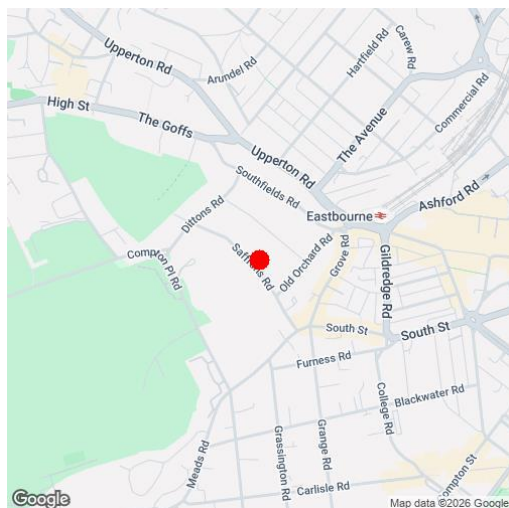 Upperton Rd
Arundel Rd
Hartfield Rd
Carew Rd
Commercial Rd
High St
The Goffs
The Avenue
Upperton Rd
Southfields Rd
Ashford Rd
Dittons Rd
Eastbourne
Saffrons Rd
Old Orchard Rd
Grove Rd
Gildredge Rd
Compton Pl Rd
South St
South St
Furness Rd
College Rd
Blackwater Rd
Meads Rd
Grassington Rd
Grange Rd
Compton St
Carlisle Rd
Google
Map data ©2026 Google